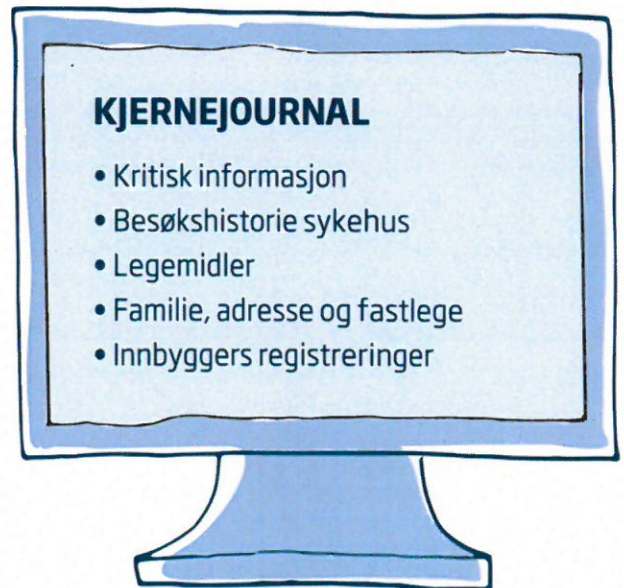 KJERNEJOURNAL
• Kritisk informasjon
• Besøkshistorie sykehus
• Legemidler
• Familie, adresse og fastlege
• Innbyggers registreringer